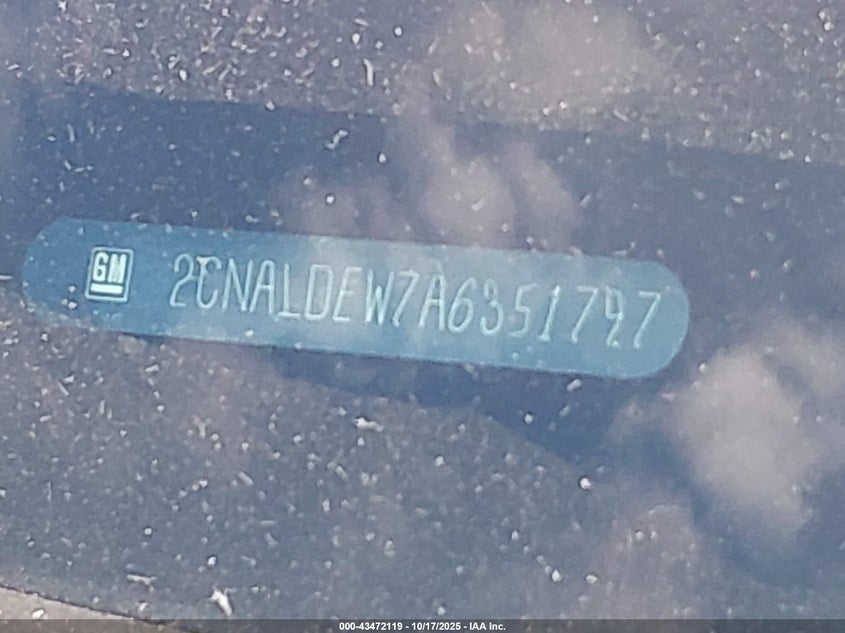 GM 2CNALDEW7A6351797
000-43472119 - 10/17/2025 - IAA Inc.